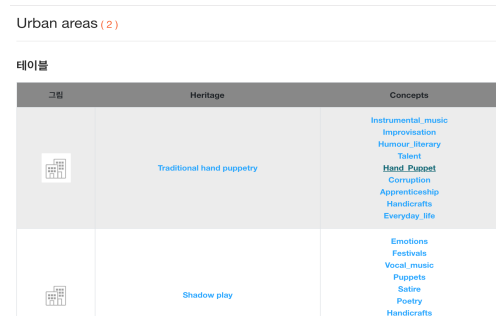 Urban areas ( 2 )
테이블
그림 Heritage Concepts
Instrumental_music
Improvisation
Humour_literary
Talent
Traditional hand puppetry Hand_Puppet
Corruption
Apprenticeship
Handicrafts
Everyday_life
Emotions
Festivals
Vocal_music
Puppets
Shadow play Satire
Poetry
Handicrafts